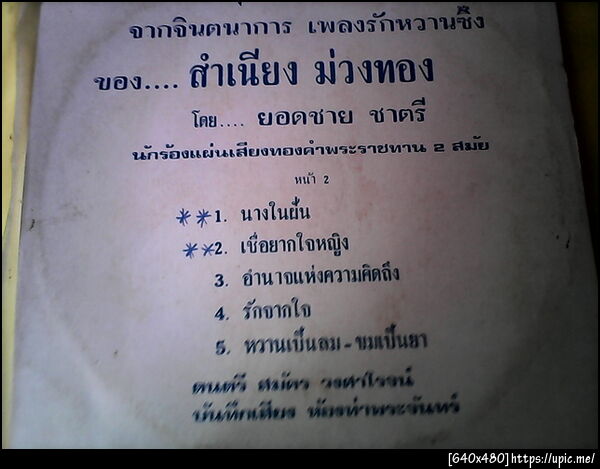 จากจินตนาการ เพลงรักหวานซึ้ง
ของ.... สำเนียง ม่วงทอง
โดย.... ยอดชาย ชาตรี
นักร้องแผ่นเสียงทองคำพระราชทาน 2 สมัย
หน้า 2
**1. นางในฝัน
**2. เชื่อยากใจหญิง
3. อำนาจแห่งความคิดถึง
4. รักจากใจ
5. หวานเป็นลม - ขมเป็นยา
ดนตรี สมัคร วงศาโรจน์
บันทึกเสียง ห้องท่าพระจันทร์
[640x480]https://upic.me/